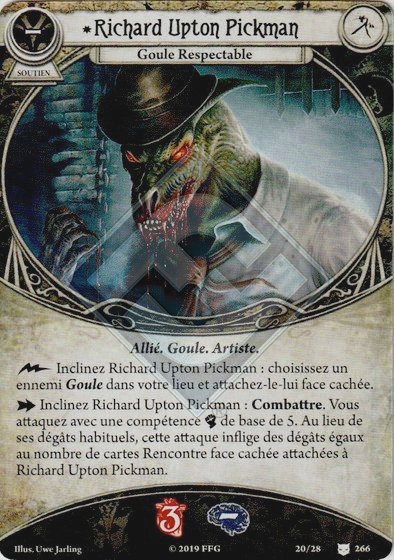 Richard Upton Pickman
Goule Respectable
SOUTIEN
Allié. Goule. Artiste.
Inclinez Richard Upton Pickman : choisissez un
ennemi Goule dans votre lieu et attachez-le-lui face cachée.
Inclinez Richard Upton Pickman : Combattre. Vous
attaquez avec une compétence de base de 5. Au lieu de
ses dégâts habituels, cette attaque inflige des dégâts égaux
au nombre de cartes Rencontre face cachée attachées à
Richard Upton Pickman.
3
Illus. Uwe Jarling © 2019 FFG 20/28 266